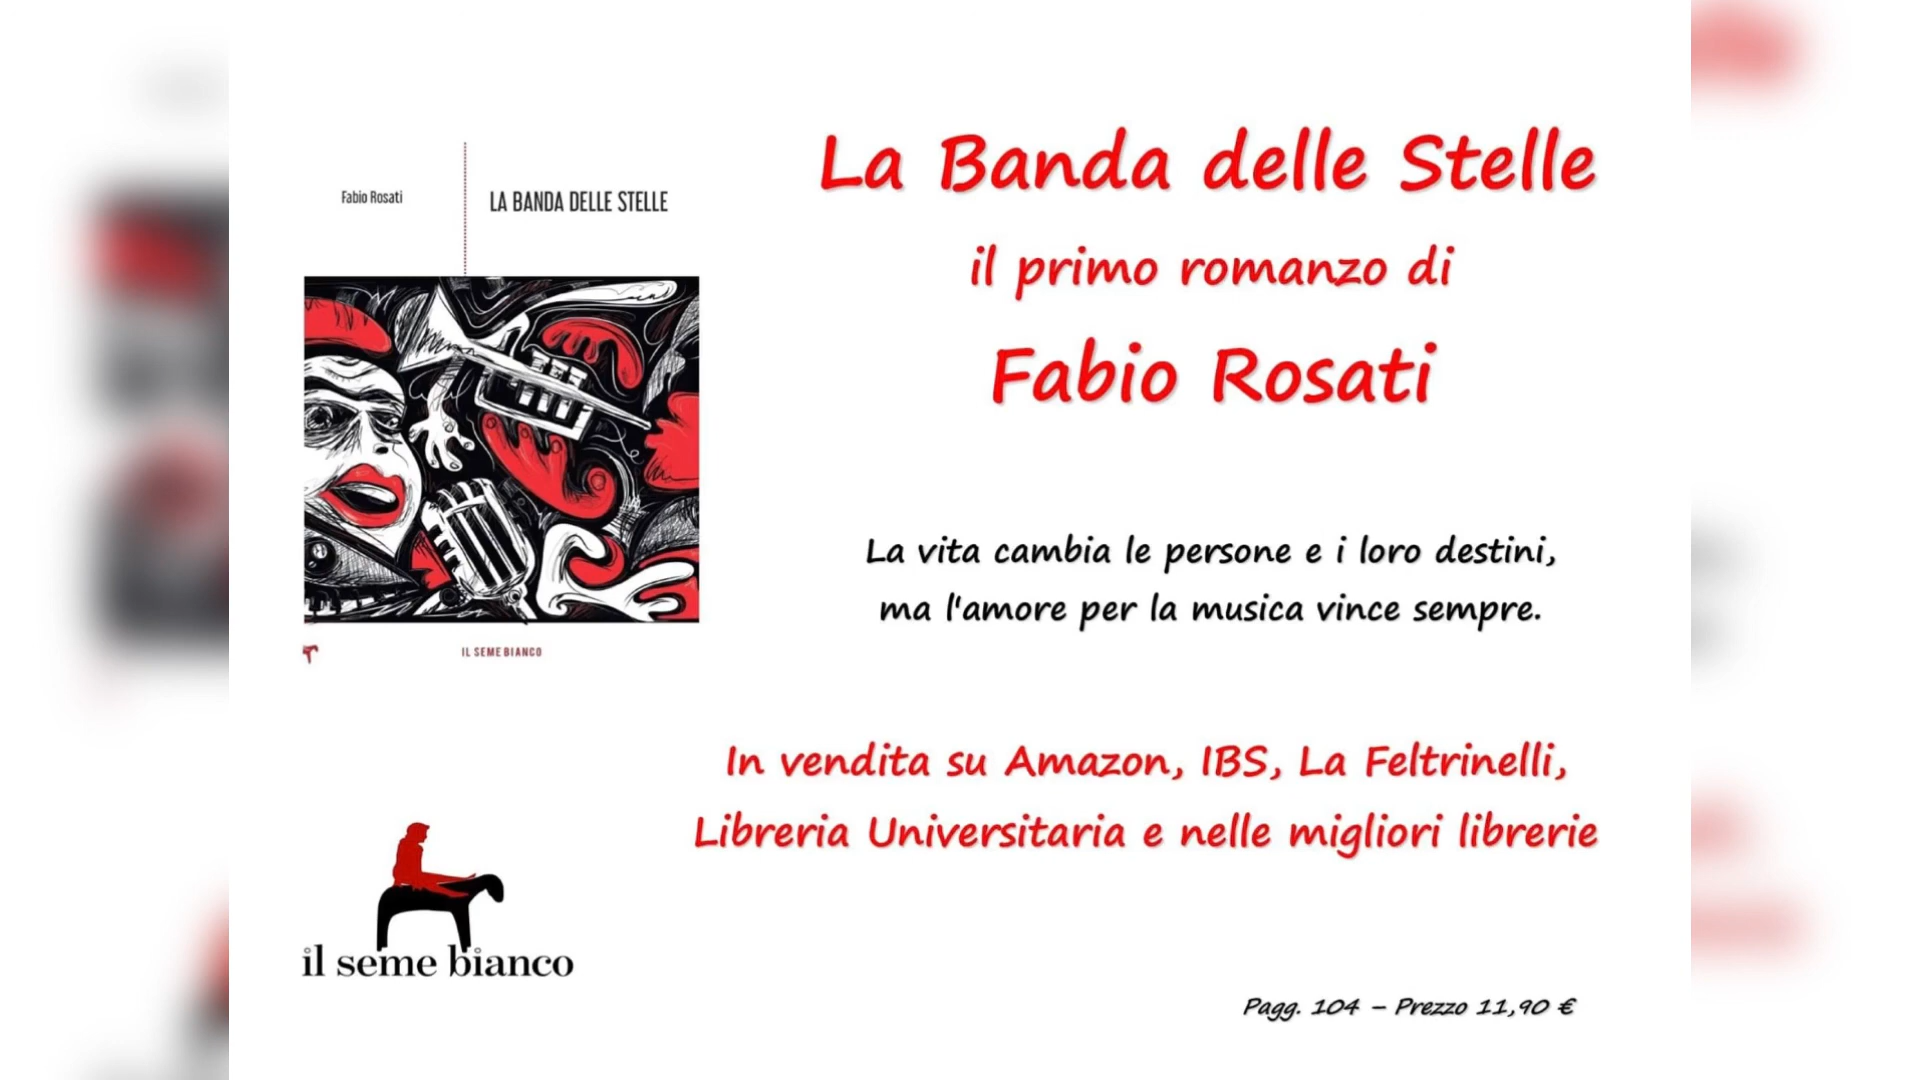 Fabio Rosati
LA BANDA DELLE STELLE
IL SEME BIANCO
La Banda delle Stelle
il primo romanzo di
Fabio Rosati
La vita cambia le persone e i loro destini,
ma l'amore per la musica vince sempre.
In vendita su Amazon, IBS, La Feltrinelli,
Libreria Universitaria e nelle migliori librerie
il seme bianco
Pagg. 104 – Prezzo 11,90 €